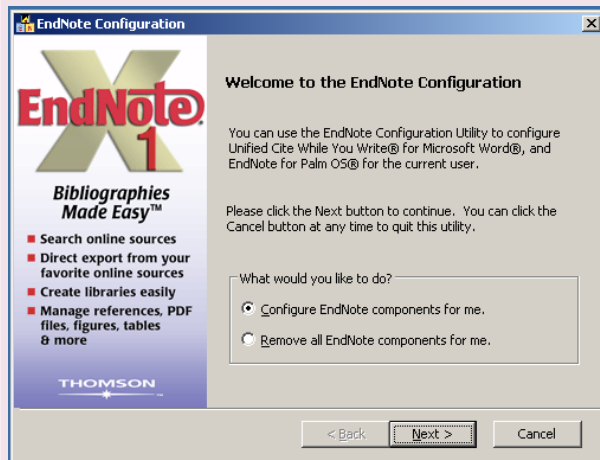 EndNote Configuration
EndNote
X
1
Bibliographies
Made Easy™
Search online sources
Direct export from your
favorite online sources
Create libraries easily
Manage references, PDF
files, figures, tables
& more
THOMSON
Welcome to the EndNote Configuration
You can use the EndNote Configuration Utility to configure
Unified Cite While You Write® for Microsoft Word®, and
EndNote for Palm OS® for the current user.
Please click the Next button to continue. You can click the
Cancel button at any time to quit this utility.
What would you like to do?
Configure EndNote components for me.
Remove all EndNote components for me.
< Back
Next >
Cancel